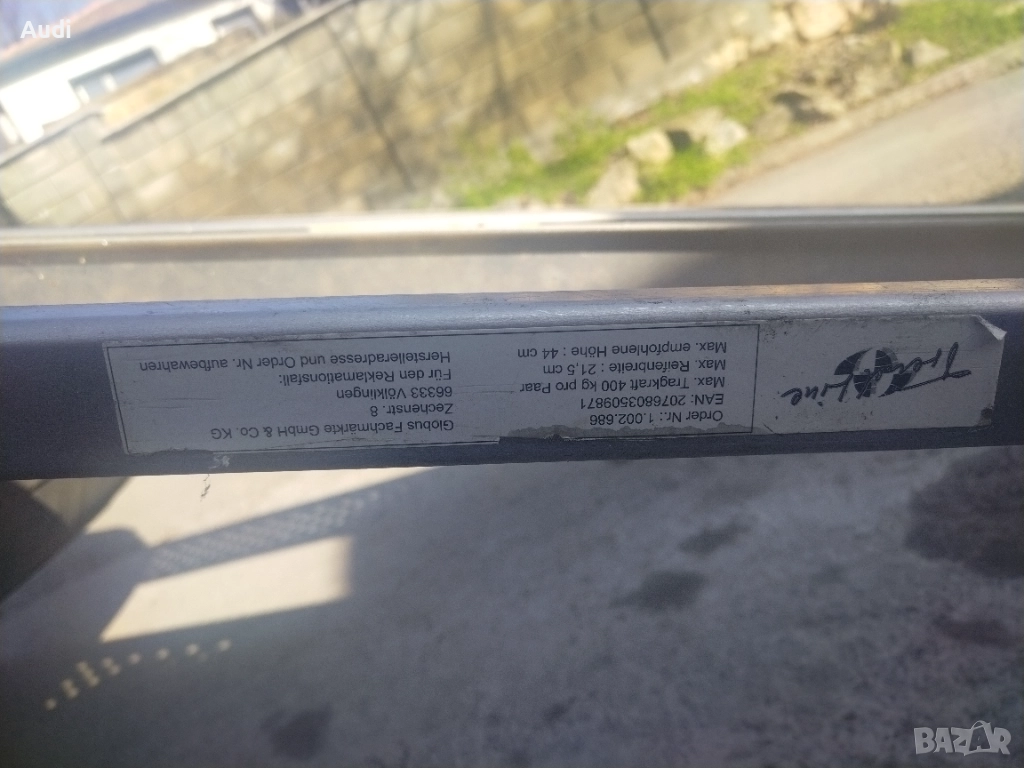 Audi
Order Nr.: 1.002.686
EAN: 2076803509871
Max. Tragkraft 400 kg pro Paar
Max. Reifenbreite : 21,5 cm
Max. empfohlene Höhe : 44 cm
Globus Fachmärkte GmbH & Co. KG
Zechenstr. 8
66333 Völklingen
Für den Reklamationsfall:
Herstelleradresse und Order Nr. aufbewahren
Line
BAZAR